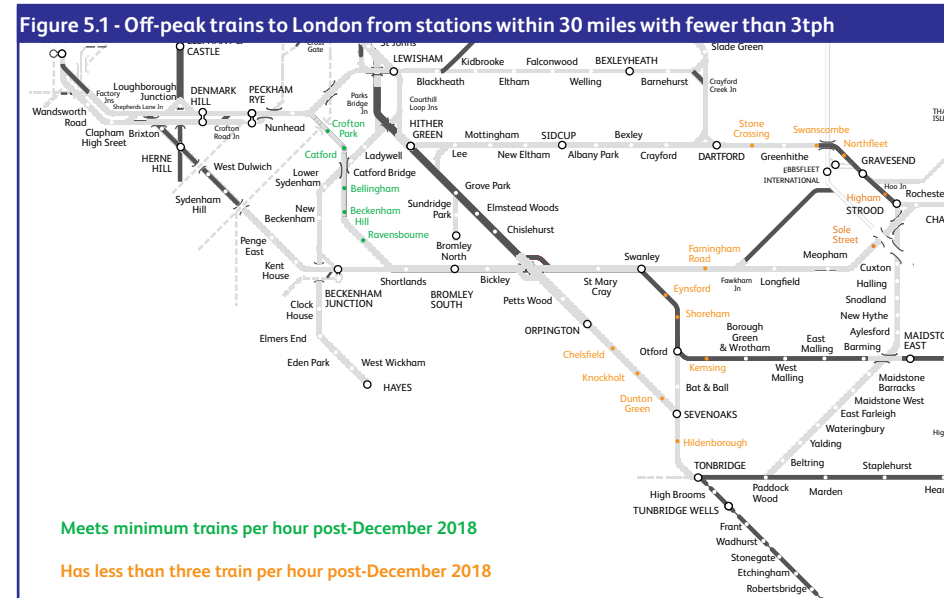 Figure 5.1 - Off-peak trains to London from stations within 30 miles with fewer than 3tph
CASTLE
Gate
St Johns
Slade Green
LEWISHAM
Kidbrooke
Falconwood
BEXLEYHEATH
Blackheath
Eltham
Welling
Barnehurst
Crayford
Creek Jn
Loughborough
Junction
DENMARK
HILL
PECKHAM
RYE
Parks
Bridge
Jn
Courthill
Loop Jns
Factory
Jns
Shepherds Lane Jn
Wandsworth
Road
Clapham
High Sreet
Brixton
Crofton
Road Jn
Nunhead
Crofton
Park
HITHER
GREEN
Mottingham
SIDCUP
Bexley
Stone
Crossing
Swanscombe
Northfleet
Catford
Ladywell
Lee
New Eltham
Albany Park
Crayford
DARTFORD
Greenhithe
EBBSFLEET
INTERNATIONAL
GRAVESEND
HERNE
HILL
West Dulwich
Lower
Sydenham
Catford Bridge
Bellingham
Grove Park
Hoo Jn
Higham
STROOD
Sydenham
Hill
New
Beckenham
Beckenham
Hill
Sundridge
Park
Elmstead Woods
Ravensbourne
Chislehurst
Sole
Street
Penge
East
Bromley
North
Swanley
Farningham
Road
Meopham
Kent
House
Cuxton
BECKENHAM
JUNCTION
Shortlands
BROMLEY
SOUTH
Bickley
St Mary
Cray
Fawkham
Jn
Longfield
Halling
Petts Wood
Eynsford
Snodland
Clock
House
Shoreham
New Hythe
ORPINGTON
Borough
Green
& Wrotham
East
Malling
Aylesford
Barming
EAST
Elmers End
Chelsfield
Otford
Eden Park
West Wickham
Kemsing
West
Malling
Knockholt
Maidstone
Barracks
HAYES
Bat & Ball
Maidstone West
Dunton
Green
SEVENOAKS
East Farleigh
Wateringbury
Hildenborough
Yalding
TONBRIDGE
Beltring
Staplehurst
High Brooms
Paddock
Wood
Marden
TUNBRIDGE WELLS
Frant
Meets minimum trains per hour post-December 2018
Wadhurst
Stonegate
Has less than three train per hour post-December 2018
Etchingham
Robertsbridge